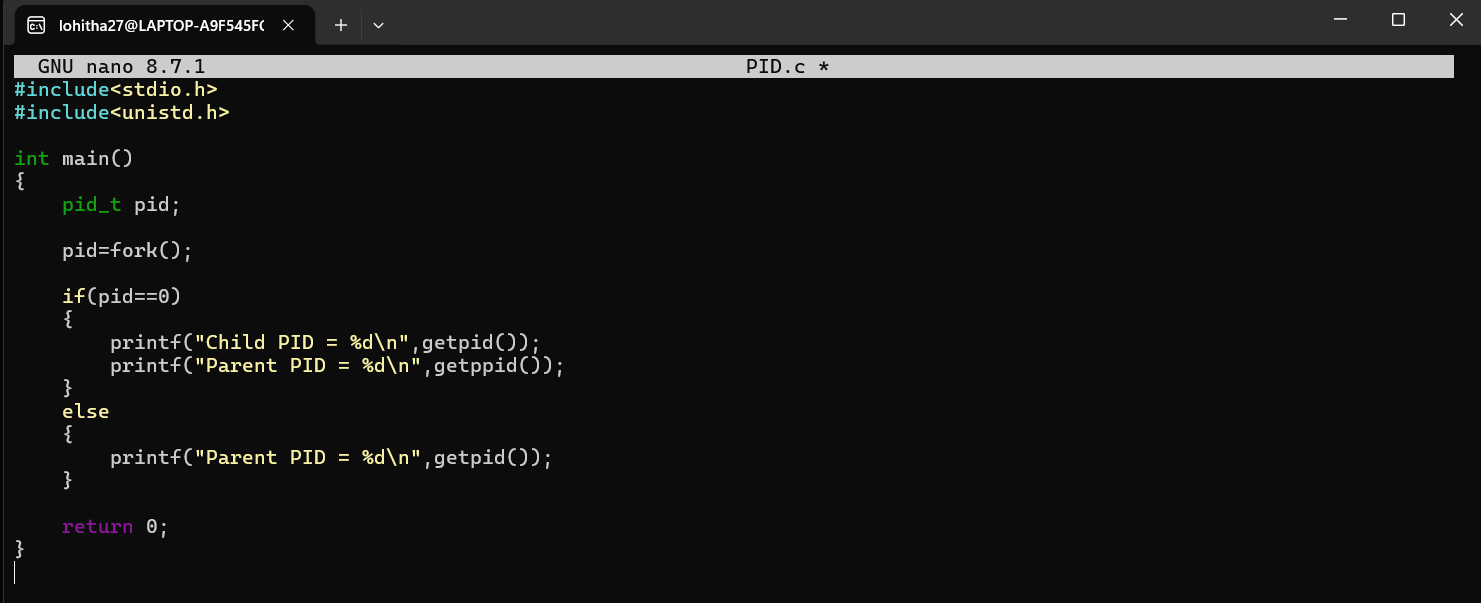 lohitha27@LAPTOP-A9F545F
GNU nano 8.7.1 PID.c *
#include<stdio.h>
#include<unistd.h>
int main()
{
    pid_t pid;
    pid=fork();
    if(pid==0)
    {
        printf("Child PID = %d\n",getpid());
        printf("Parent PID = %d\n",getppid());
    }
    else
    {
        printf("Parent PID = %d\n",getpid());
    }
    return 0;
}